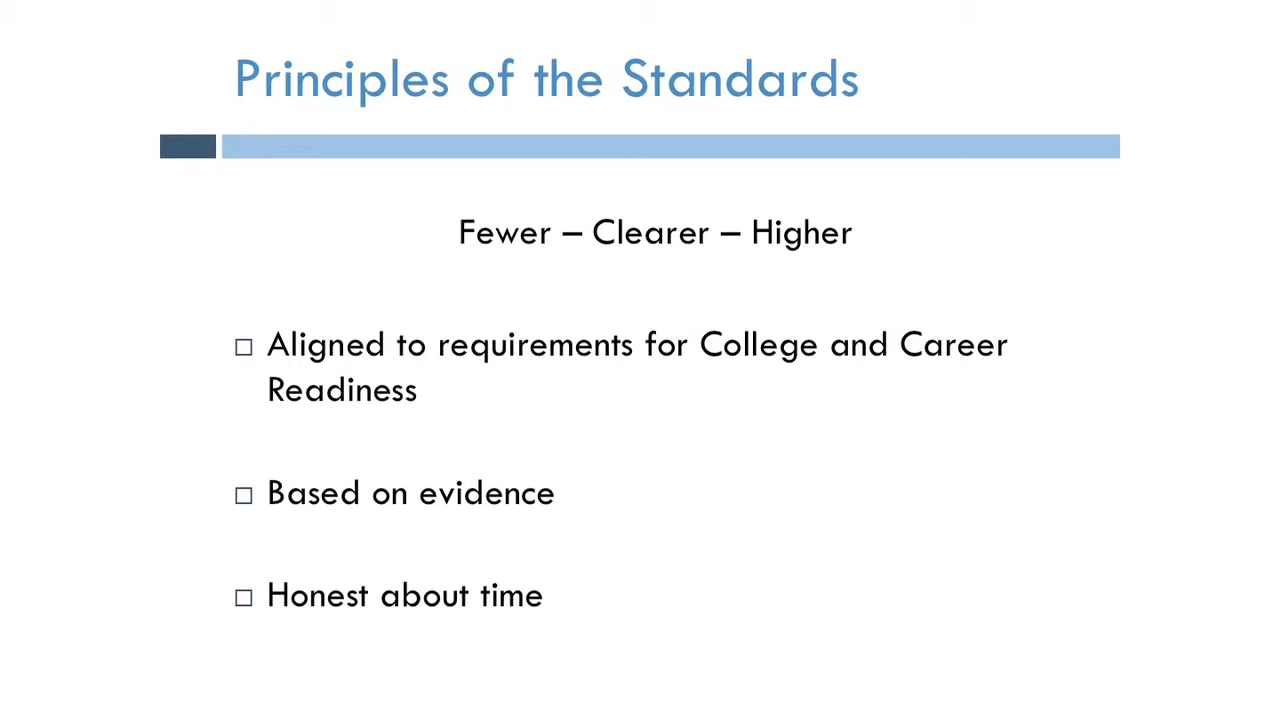 Principles of the Standards
Fewer – Clearer – Higher
□ Aligned to requirements for College and Career
Readiness
□ Based on evidence
□ Honest about time